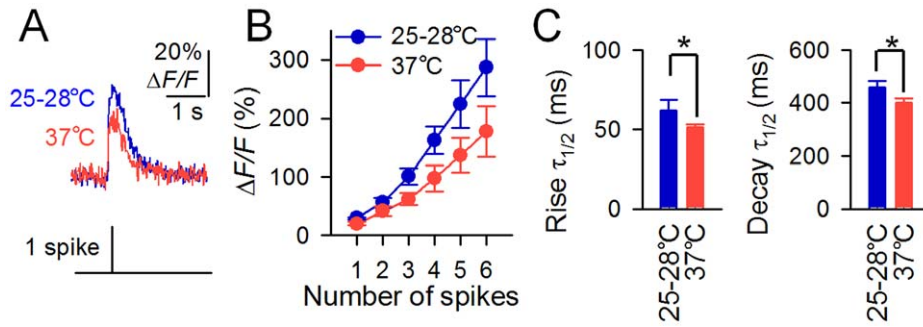 A
20%
ΔF/F
1 s
25-28℃
37℃
1 spike
B
25-28℃
37℃
ΔF/F (%)
300
200
100
0
1 2 3 4 5 6
Number of spikes
C
Rise τ1/2 (ms)
100
50
0
*
25-28℃
37℃
Decay τ1/2 (ms)
600
400
200
0
*
25-28℃
37℃